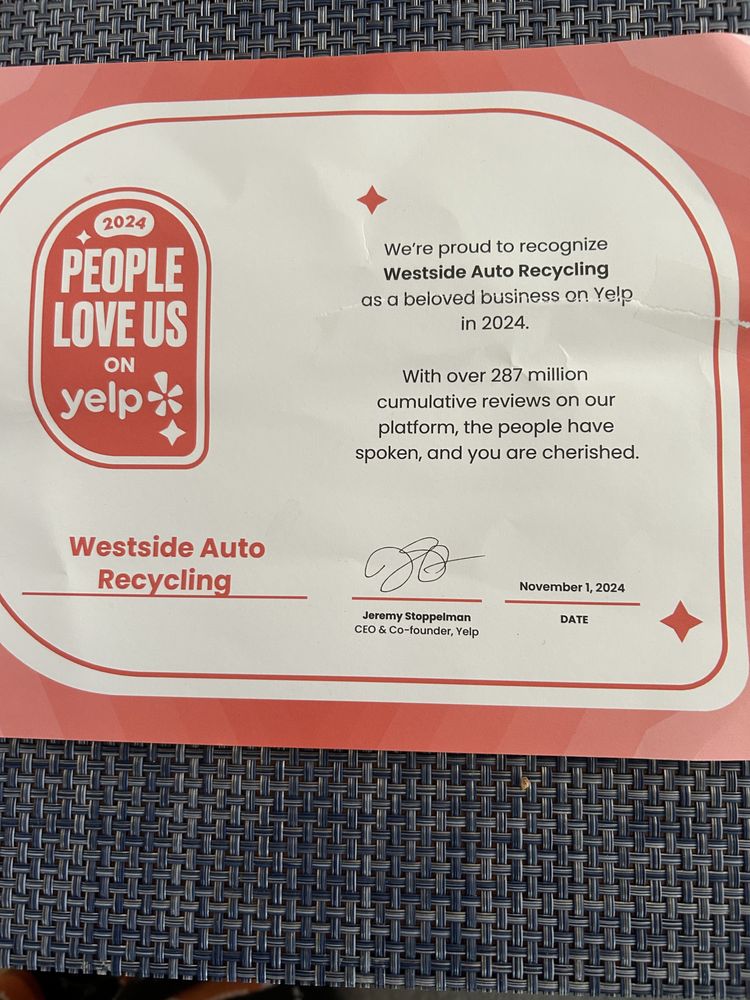 2024
PEOPLE
LOVE US
ON
yelp
Westside Auto
Recycling
We're proud to recognize
Westside Auto Recycling
as a beloved business on Yelp
in 2024.
With over 287 million
cumulative reviews on our
platform, the people have
spoken, and you are cherished.
Jeremy Stoppelman
CEO & Co-founder, Yelp
November 1, 2024
DATE